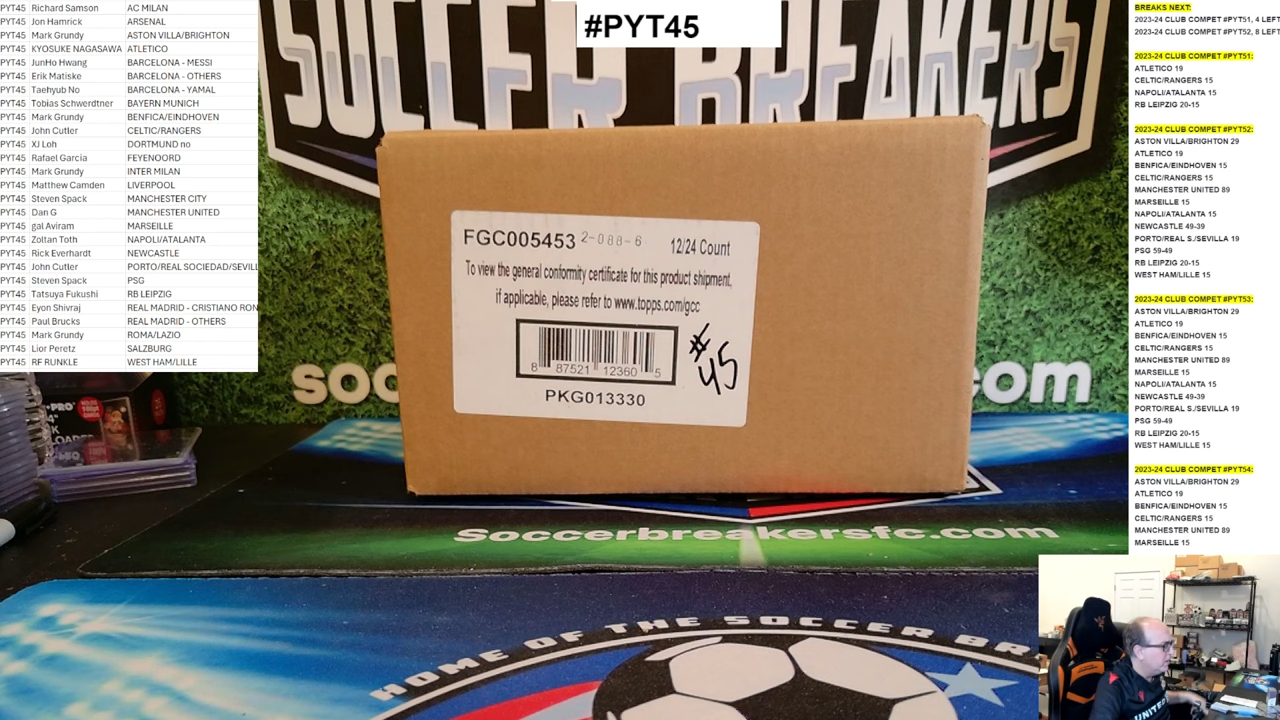 PYT45 Richard Samson AC MILAN
PYT45 Jon Hamrick ARSENAL
PYT45 Mark Grundy ASTON VILLA/BRIGHTON
PYT45 KYOSUKE NAGASAWA ATLETICO
PYT45 JunHo Hwang BARCELONA - MESSI
PYT45 Erik Matiske BARCELONA - OTHERS
PYT45 Taehyub No BARCELONA - YAMAL
PYT45 Tobias Schwerdtner BAYERN MUNICH
PYT45 Mark Grundy BENFICA/EINDHOVEN
PYT45 John Cutler CELTIC/RANGERS
PYT45 XJ Loh DORTMUND no
PYT45 Rafael Garcia FEYENOORD
PYT45 Mark Grundy INTER MILAN
PYT45 Matthew Camden LIVERPOOL
PYT45 Steven Spack MANCHESTER CITY
PYT45 Dan G MANCHESTER UNITED
PYT45 gal Aviram MARSEILLE
PYT45 Zoltan Toth NAPOLI/ATALANTA
PYT45 Rick Everhardt NEWCASTLE
PYT45 John Cutler PORTO/REAL SOCIEDAD/SEVILL
PYT45 Steven Spack PSG
PYT45 Tatsuya Fukushi RB LEIPZIG
PYT45 Eyon Shivraj REAL MADRID - CRISTIANO RON
PYT45 Paul Brucks REAL MADRID - OTHERS
PYT45 Mark Grundy ROMA/LAZIO
PYT45 Lior Peretz SALZBURG
PYT45 RF RUNKLE WEST HAM/LILLE
#PYT45
SOCCER BREAKERS
FGC005453 2-088-6 12/24 Count
To view the general conformity certificate for this product shipment,
if applicable, please refer to www.topps.com/gcc
#45
8 87521 12360 5
PKG013330
soc com
Soccerbreakersfc.com
HOME OF THE SOCCER BR
-PRO
UNITED
BREAKS NEXT:
2023-24 CLUB COMPET #PYT51, 4 LEFT
2023-24 CLUB COMPET #PYT52, 8 LEFT
2023-24 CLUB COMPET #PYT51:
ATLETICO 19
CELTIC/RANGERS 15
NAPOLI/ATALANTA 15
RB LEIPZIG 20-15
2023-24 CLUB COMPET #PYT52:
ASTON VILLA/BRIGHTON 29
ATLETICO 19
BENFICA/EINDHOVEN 15
CELTIC/RANGERS 15
MANCHESTER UNITED 89
MARSEILLE 15
NAPOLI/ATALANTA 15
NEWCASTLE 49-39
PORTO/REAL S./SEVILLA 19
PSG 59-49
RB LEIPZIG 20-15
WEST HAM/LILLE 15
2023-24 CLUB COMPET #PYT53:
ASTON VILLA/BRIGHTON 29
ATLETICO 19
BENFICA/EINDHOVEN 15
CELTIC/RANGERS 15
MANCHESTER UNITED 89
MARSEILLE 15
NAPOLI/ATALANTA 15
NEWCASTLE 49-39
PORTO/REAL S./SEVILLA 19
PSG 59-49
RB LEIPZIG 20-15
WEST HAM/LILLE 15
2023-24 CLUB COMPET #PYT54:
ASTON VILLA/BRIGHTON 29
ATLETICO 19
BENFICA/EINDHOVEN 15
CELTIC/RANGERS 15
MANCHESTER UNITED 89
MARSEILLE 15